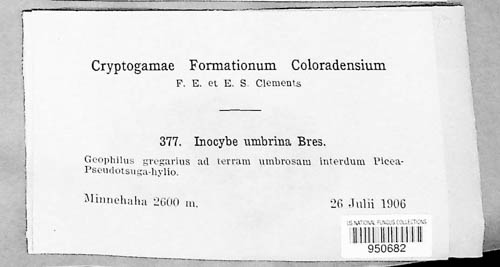 Cryptogamae Formationum Coloradensium
F. E. et E. S. Clements
377. Inocybe umbrina Bres.
Geophilus gregarius ad terram umbrosam interdum Picea-
Pseudotsuga-hylio.
Minnehaha 2600 m. 26 Julii 1906
US NATIONAL FUNGUS COLLECTIONS
950682